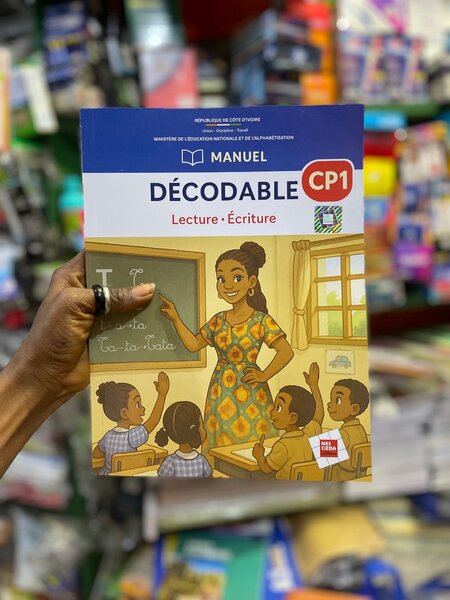 RÉPUBLIQUE DE CÔTE D'IVOIRE
Union - Discipline - Travail
MINISTÈRE DE L'ÉDUCATION NATIONALE ET DE L'ALPHABÉTISATION
MANUEL
DÉCODABLE CP1
Lecture • Écriture
T
t-a→ta
Ta-ta→Tata
NEI
CEDA